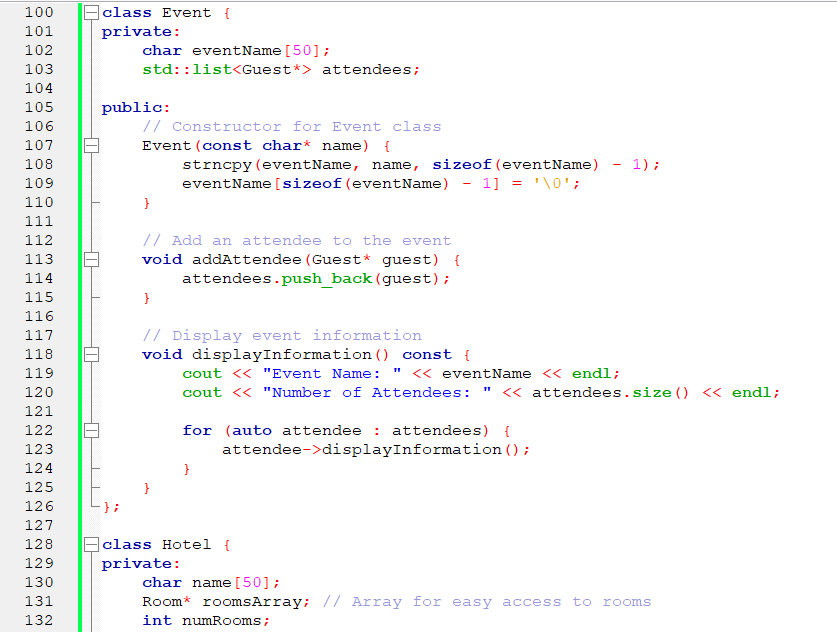 100 class Event {
101 private:
102     char eventName[50];
103     std::list<Guest*> attendees;
104
105 public:
106     // Constructor for Event class
107     Event(const char* name) {
108         strncpy(eventName, name, sizeof(eventName) - 1);
109         eventName[sizeof(eventName) - 1] = '\0';
110     }
111
112     // Add an attendee to the event
113     void addAttendee(Guest* guest) {
114         attendees.push_back(guest);
115     }
116
117     // Display event information
118     void displayInformation() const {
119         cout << "Event Name: " << eventName << endl;
120         cout << "Number of Attendees: " << attendees.size() << endl;
121
122         for (auto attendee : attendees) {
123             attendee->displayInformation();
124         }
125     }
126 };
127
128 class Hotel {
129 private:
130     char name[50];
131     Room* roomsArray; // Array for easy access to rooms
132     int numRooms;